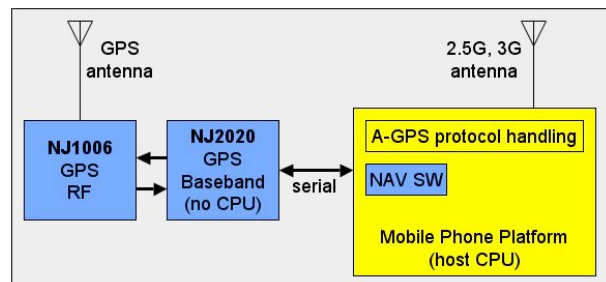 GPS
antenna
2.5G, 3G
antenna
NJ1006
GPS
RF
NJ2020
GPS
Baseband
(no CPU)
serial
A-GPS protocol handling
NAV SW
Mobile Phone Platform
(host CPU)